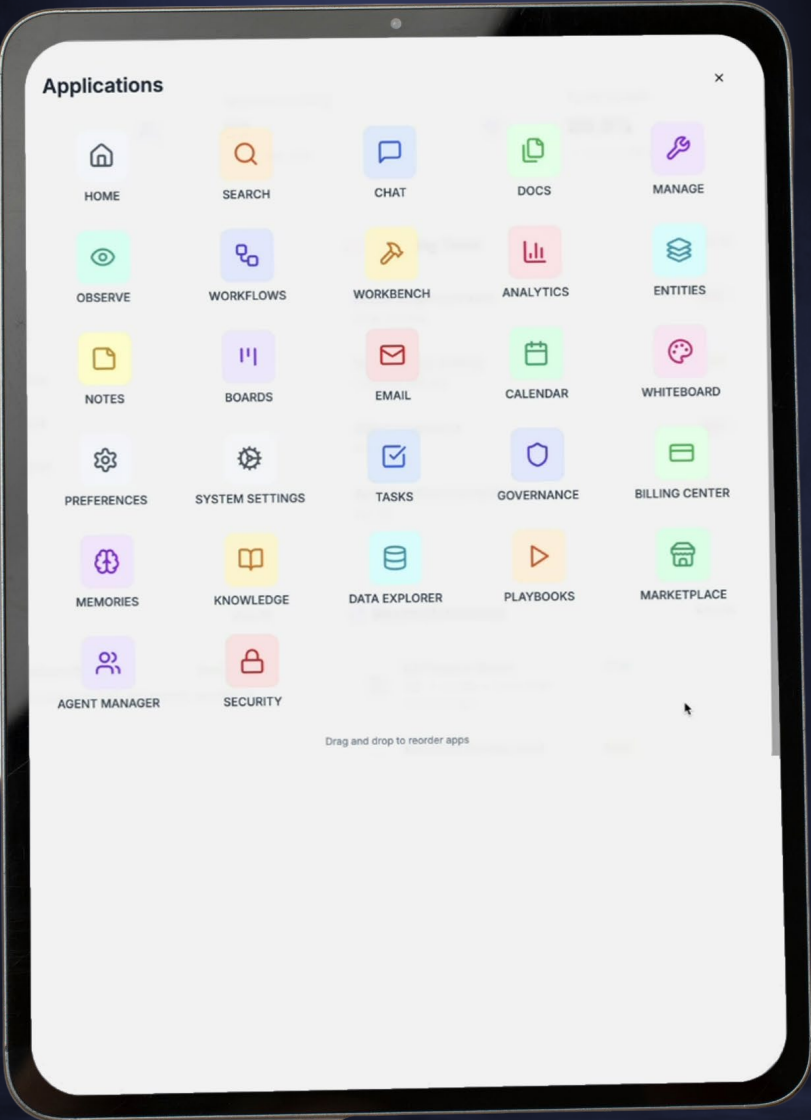 Applications
HOME
SEARCH
CHAT
DOCS
MANAGE
OBSERVE
WORKFLOWS
WORKBENCH
ANALYTICS
ENTITIES
NOTES
BOARDS
EMAIL
CALENDAR
WHITEBOARD
PREFERENCES
SYSTEM SETTINGS
TASKS
GOVERNANCE
BILLING CENTER
MEMORIES
KNOWLEDGE
DATA EXPLORER
PLAYBOOKS
MARKETPLACE
AGENT MANAGER
SECURITY
Drag and drop to reorder apps